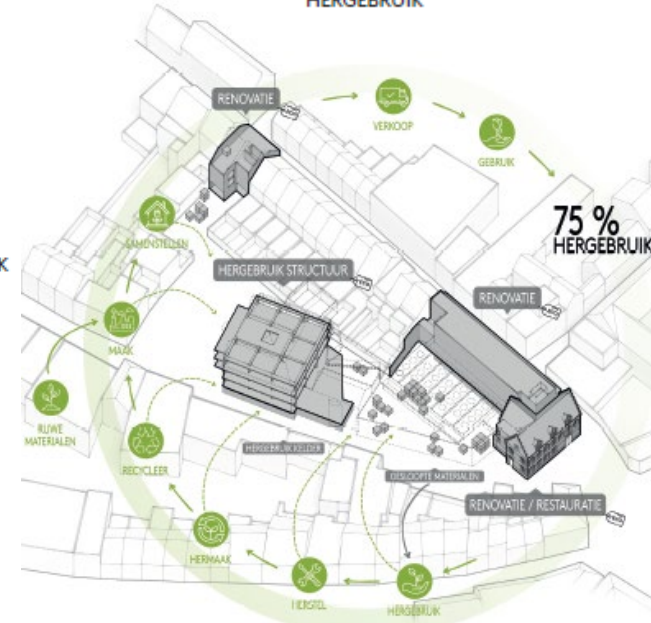 HERGEBRUIK
RENOVATIE
VERKOOP
GEBRUIK
75 %
HERGEBRUIK
SAMENSTELLEN
K
HERGEBRUIK STRUCTUUR
RENOVATIE
MAAK
RUWE
MATERIALEN
HERGEBRUIK KELDER
RECYCLEER
GESLOOPTE MATERIALEN
RENOVATIE / RESTAURATIE
HERMAAK
HERSTEL
HERGEBRUIK